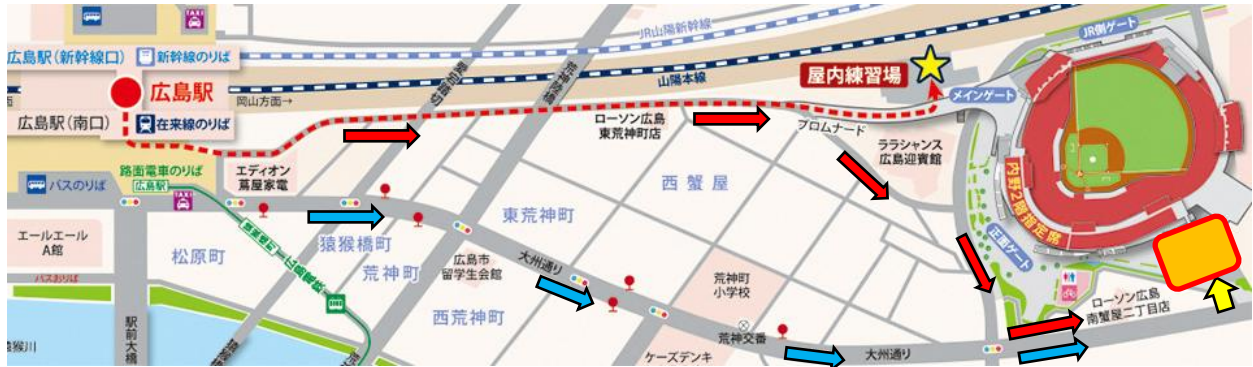 TAXI
広島駅(新幹線口)
新幹線のりば
広島駅
広島駅(南口)
在来線のりば
岡山方面→
JR山陽新幹線
山陽本線
屋内練習場
JR側ゲート
メインゲート
プロムナード
ローソン広島
東荒神町店
ララシャンス
広島迎賓館
内野2階指定席
正面ゲート
路面電車のりば
広島駅
バスのりば
TAXI
エディオン
蔦屋家電
エールエール
A館
バスおりば
松原町
猿猴橋町
荒神町
東荒神町
西蟹屋
広島市
留学生会館
大州通り
西荒神町
荒神町
小学校
荒神交番
ケーズデンキ
大州通り
ローソン広島
南蟹屋二丁目店
駅前大橋
猿猴川